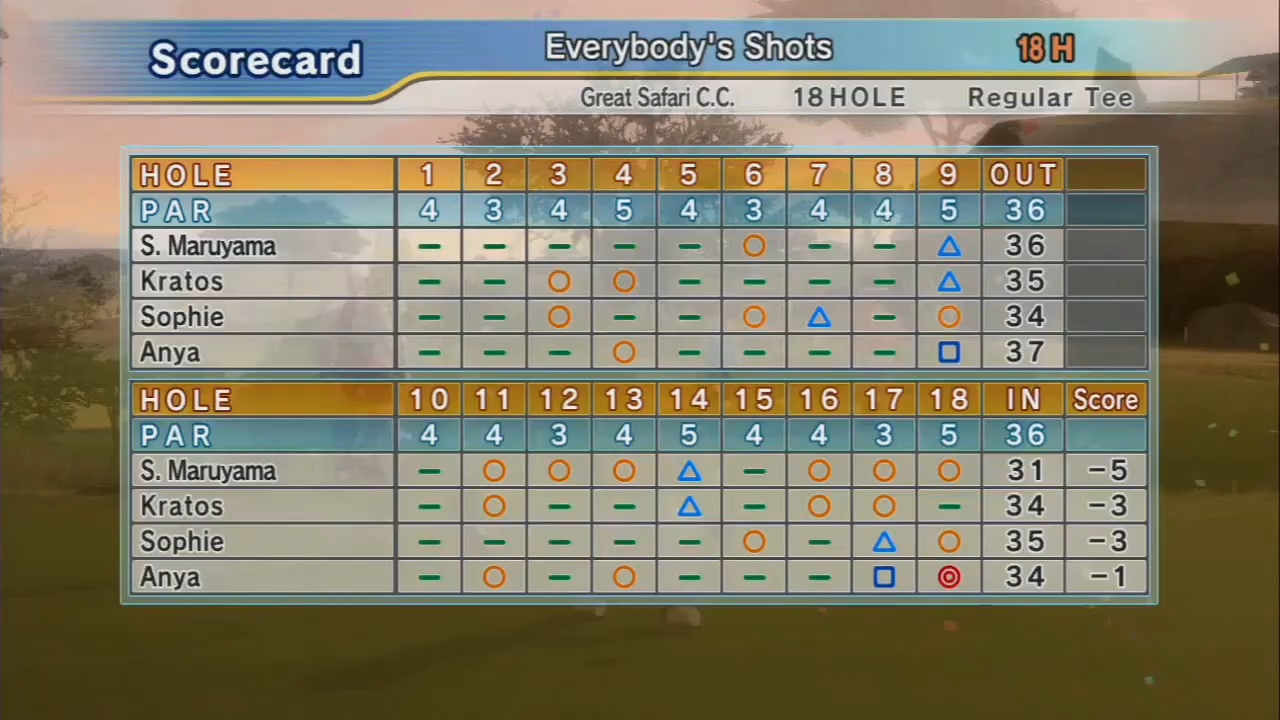 Scorecard
Everybody's Shots 18 H
Great Safari C.C. 18HOLE Regular Tee
HOLE 1 2 3 4 5 6 7 8 9 OUT
PAR 4 3 4 5 4 3 4 4 5 36
S. Maruyama – – – – – ○ – – △ 36
Kratos – – ○ ○ – – – – △ 35
Sophie – – ○ – – ○ △ – ○ 34
Anya – – – ○ – – – – □ 37
HOLE 10 11 12 13 14 15 16 17 18 IN Score
PAR 4 4 3 4 5 4 4 3 5 36
S. Maruyama – ○ ○ ○ △ – ○ ○ ○ 31 -5
Kratos – ○ – – △ – ○ ○ – 34 -3
Sophie – – – – – ○ – △ ○ 35 -3
Anya – ○ – ○ – – – □ ◎ 34 -1